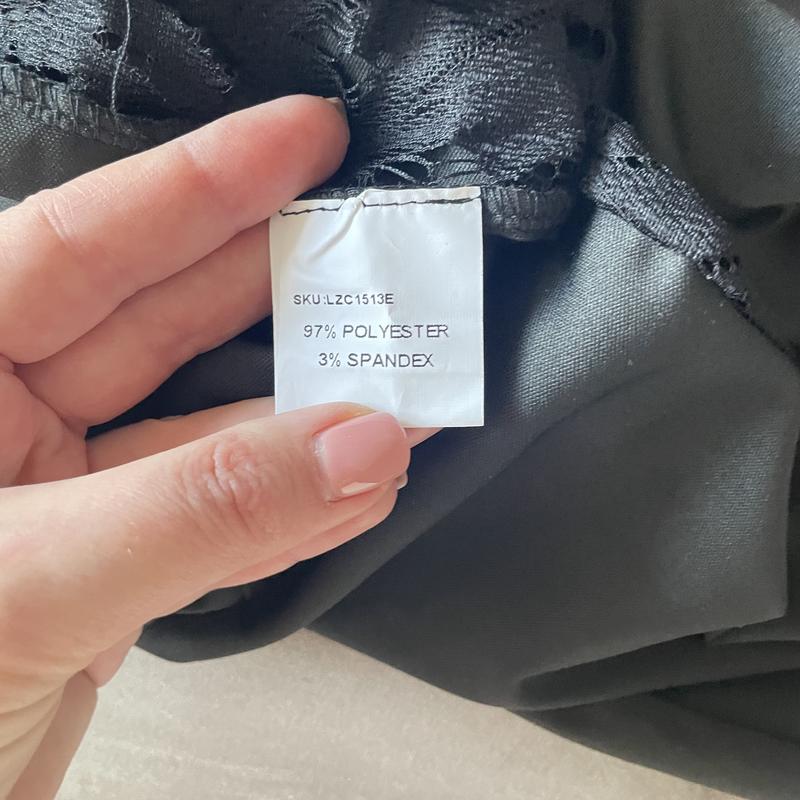 SKU:LZC1513E
97% POLYESTER
3% SPANDEX